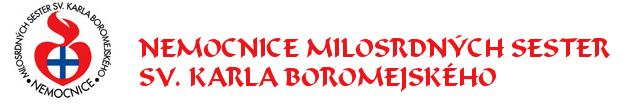 MILOSRDNÝCH SESTER SV. KARLA BOROMEJSKÉHO
• NEMOCNICE •
NEMOCNICE MILOSRDNÝCH SESTER
SV. KARLA BOROMEJSKÉHO